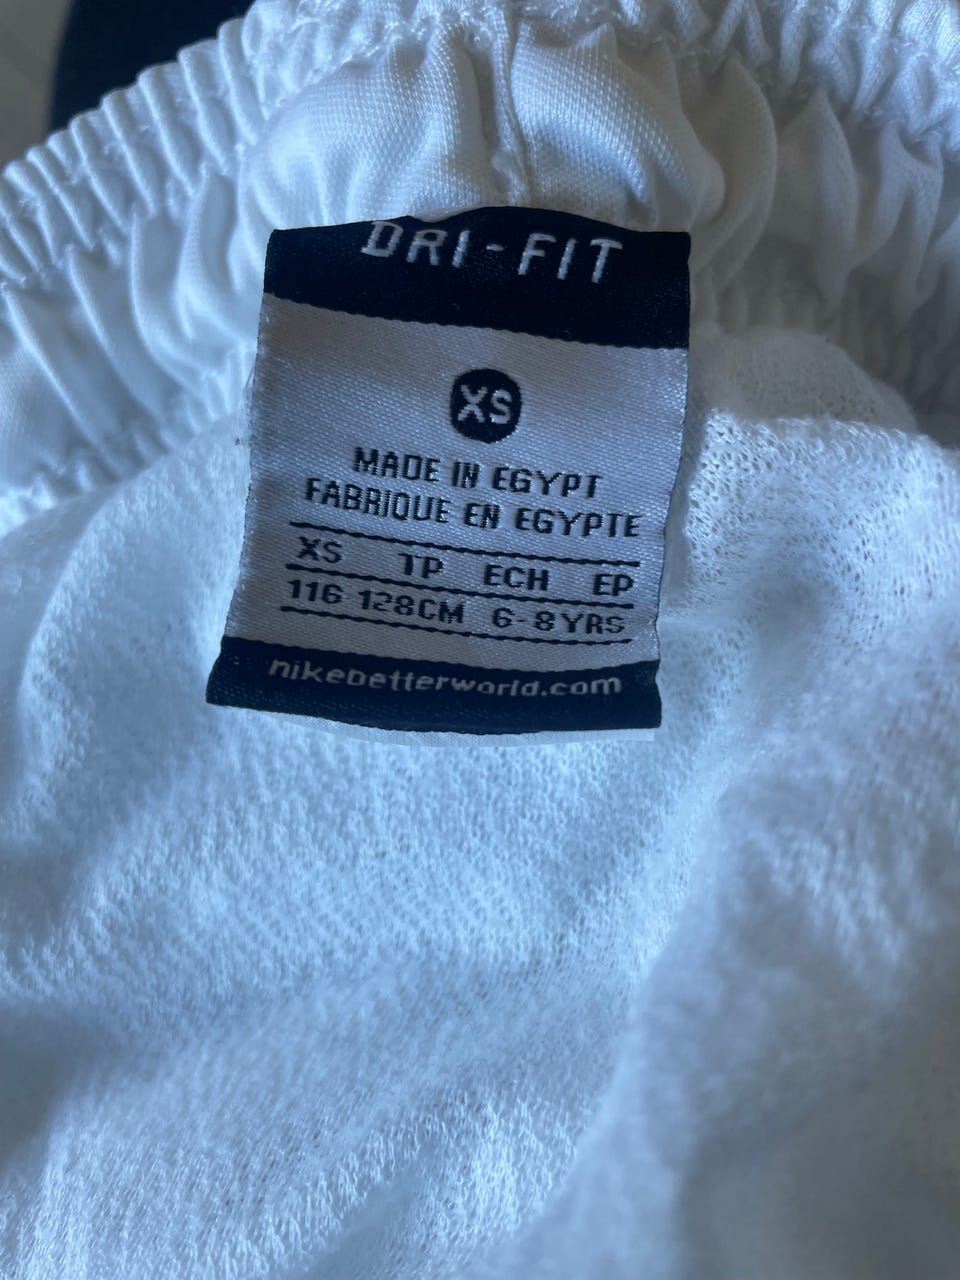 DRI-FIT
XS
MADE IN EGYPT
FABRIQUE EN EGYPTE
XS TP ECH EP
116 128CM 6-8YRS
nikebetterworld.com